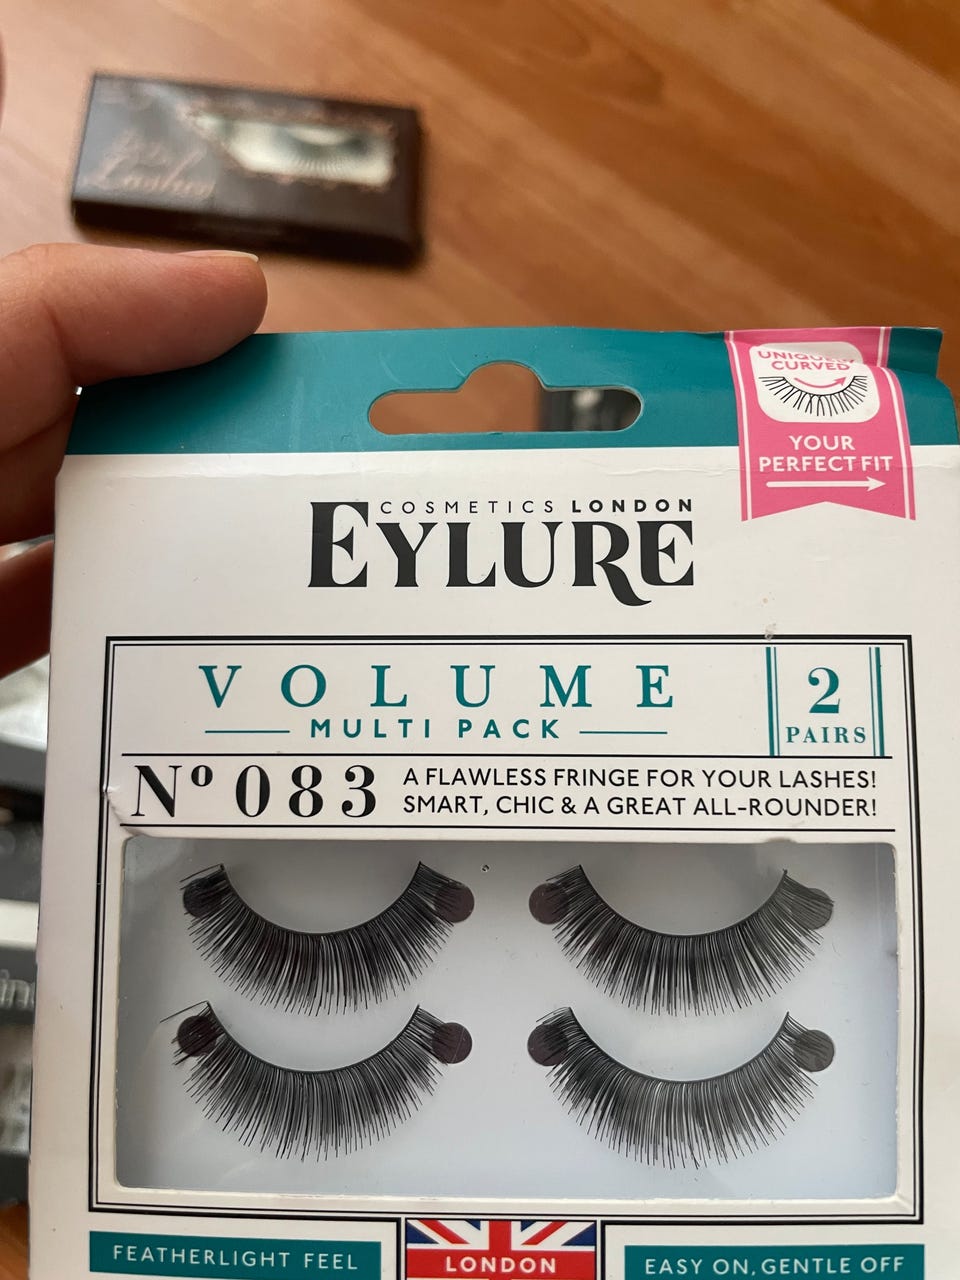 Lashes
UNIQUELY
CURVED
YOUR
PERFECT FIT
COSMETICS LONDON
EYLURE
VOLUME
MULTI PACK
2
PAIRS
Nº 083
A FLAWLESS FRINGE FOR YOUR LASHES!
SMART, CHIC & A GREAT ALL-ROUNDER!
FEATHERLIGHT FEEL
LONDON
EASY ON, GENTLE OFF